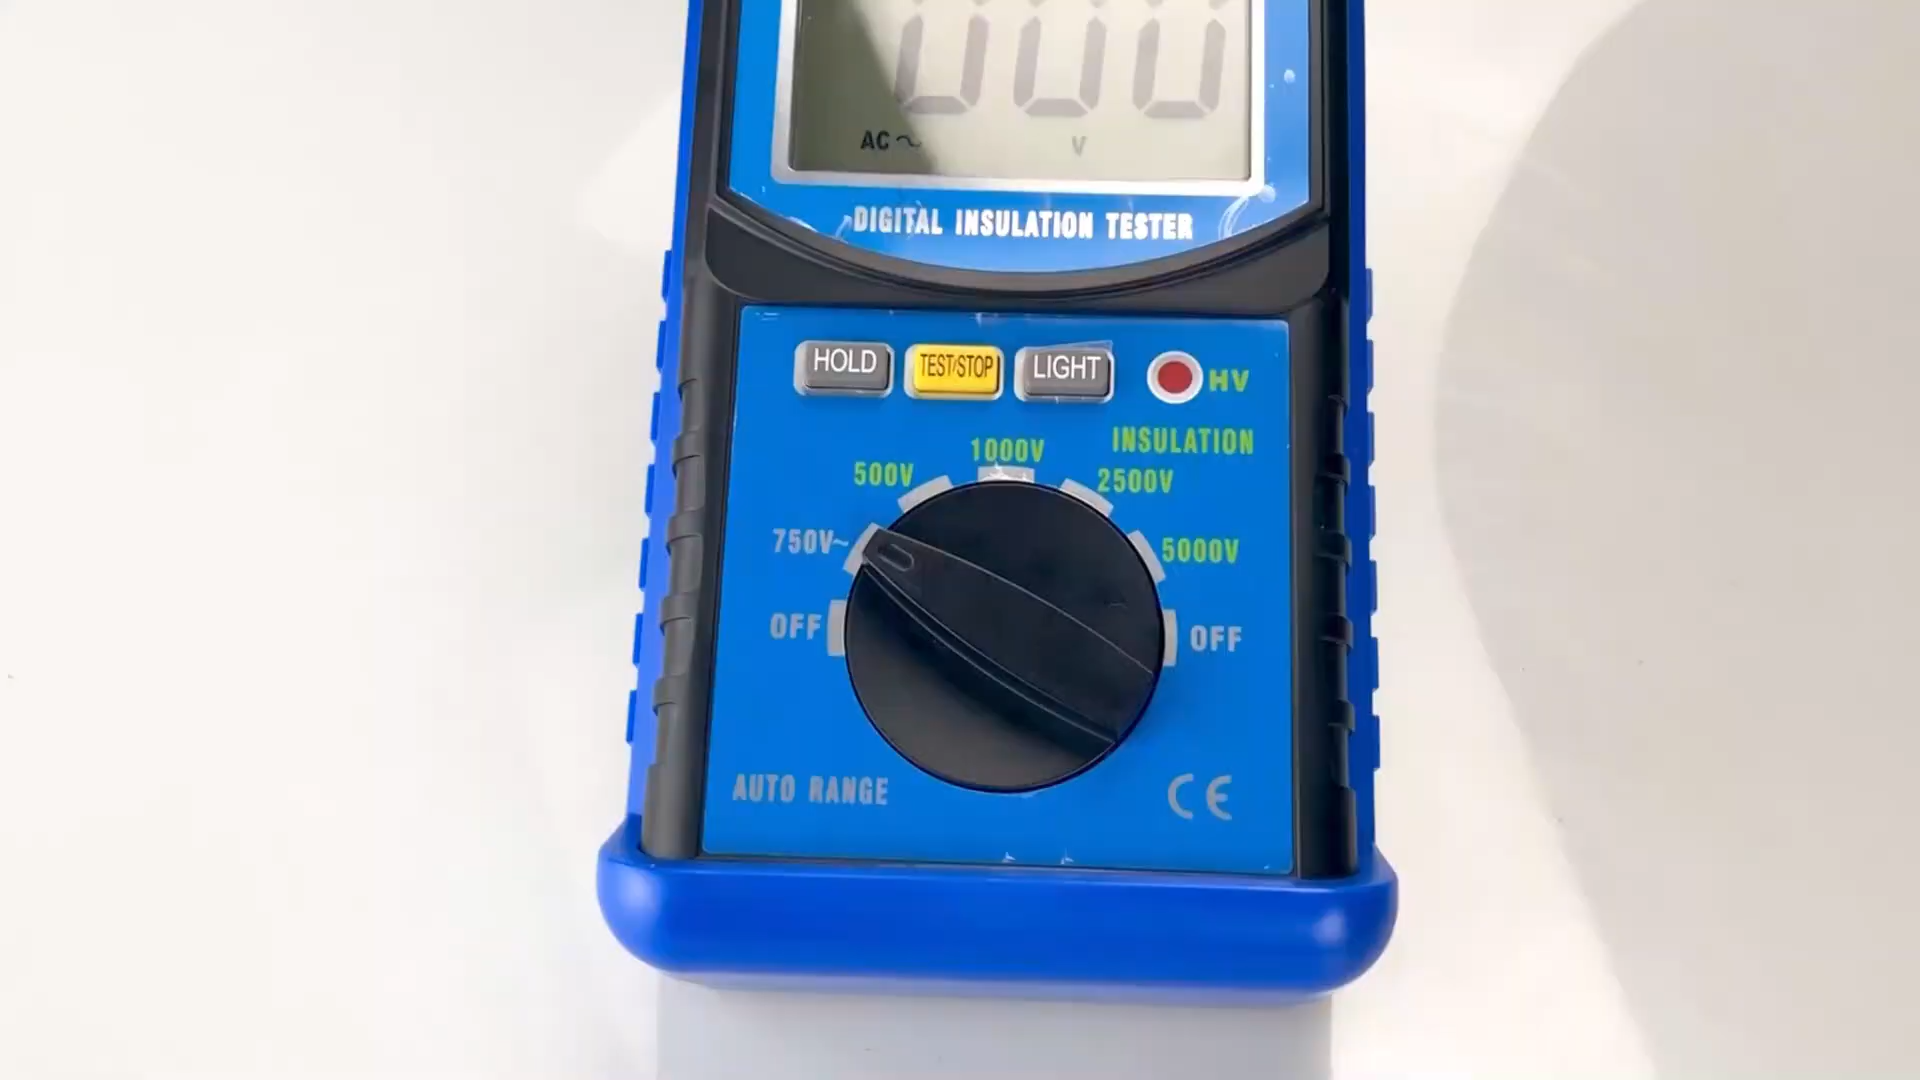 000
AC~ V
DIGITAL INSULATION TESTER
HOLD TEST/STOP LIGHT HV
INSULATION
1000V
500V 2500V
750V~ 5000V
OFF OFF
AUTO RANGE CE